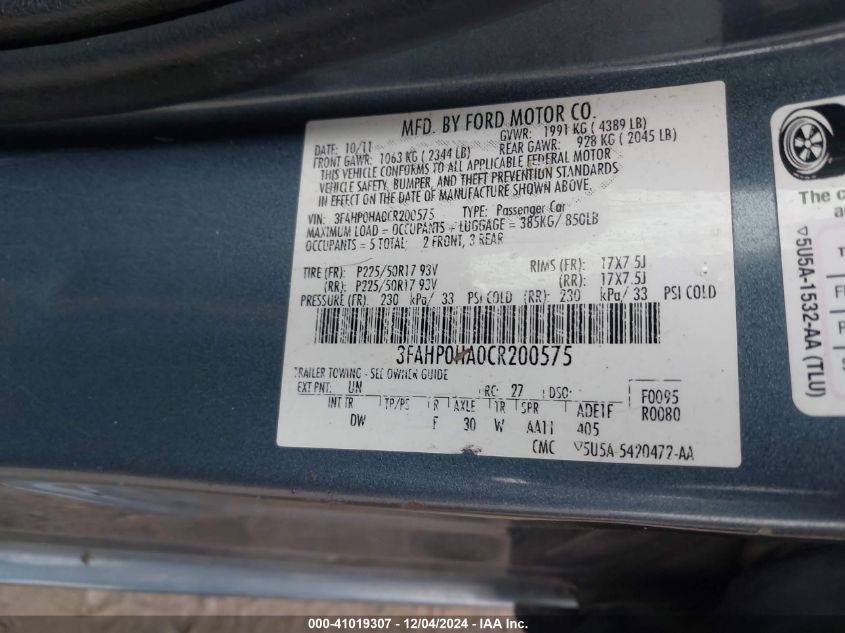 MFD. BY FORD MOTOR CO.
DATE: 10/11 GVWR: 1991 KG ( 4389 LB)
FRONT GAWR: 1063 KG ( 2344 LB) REAR GAWR: 928 KG ( 2045 LB)
THIS VEHICLE CONFORMS TO ALL APPLICABLE FEDERAL MOTOR
VEHICLE SAFETY, BUMPER, AND THEFT PREVENTION STANDARDS
IN EFFECT ON THE DATE OF MANUFACTURE SHOWN ABOVE.
VIN: 3FAHP0HA0CR200575 TYPE: Passenger Car
MAXIMUM LOAD = OCCUPANTS + LUGGAGE = 385KG/ 850LB
OCCUPANTS = 5 TOTAL: 2 FRONT, 3 REAR
TIRE (FR): P225/50R17 93V RIMS (FR): 17X7.5J
(RR): P225/50R17 93V (RR): 17X7.5J
PRESSURE (FR): 230 kPa/ 33 PSI COLD (RR): 230 kPa/ 33 PSI COLD
3FAHP0HA0CR200575
TRAILER TOWING - SEE OWNER GUIDE
EXT PNT: UN RC: 27 DSO: F0095
INT TR TP/PS R AXLE TR SPR ADE1F R0080
DW F 30 W AA11 405
CMC 5U5A-5420472-AA
The c
5U5A-1532-AA (TLU)
000-41019307 - 12/04/2024 - IAA Inc.